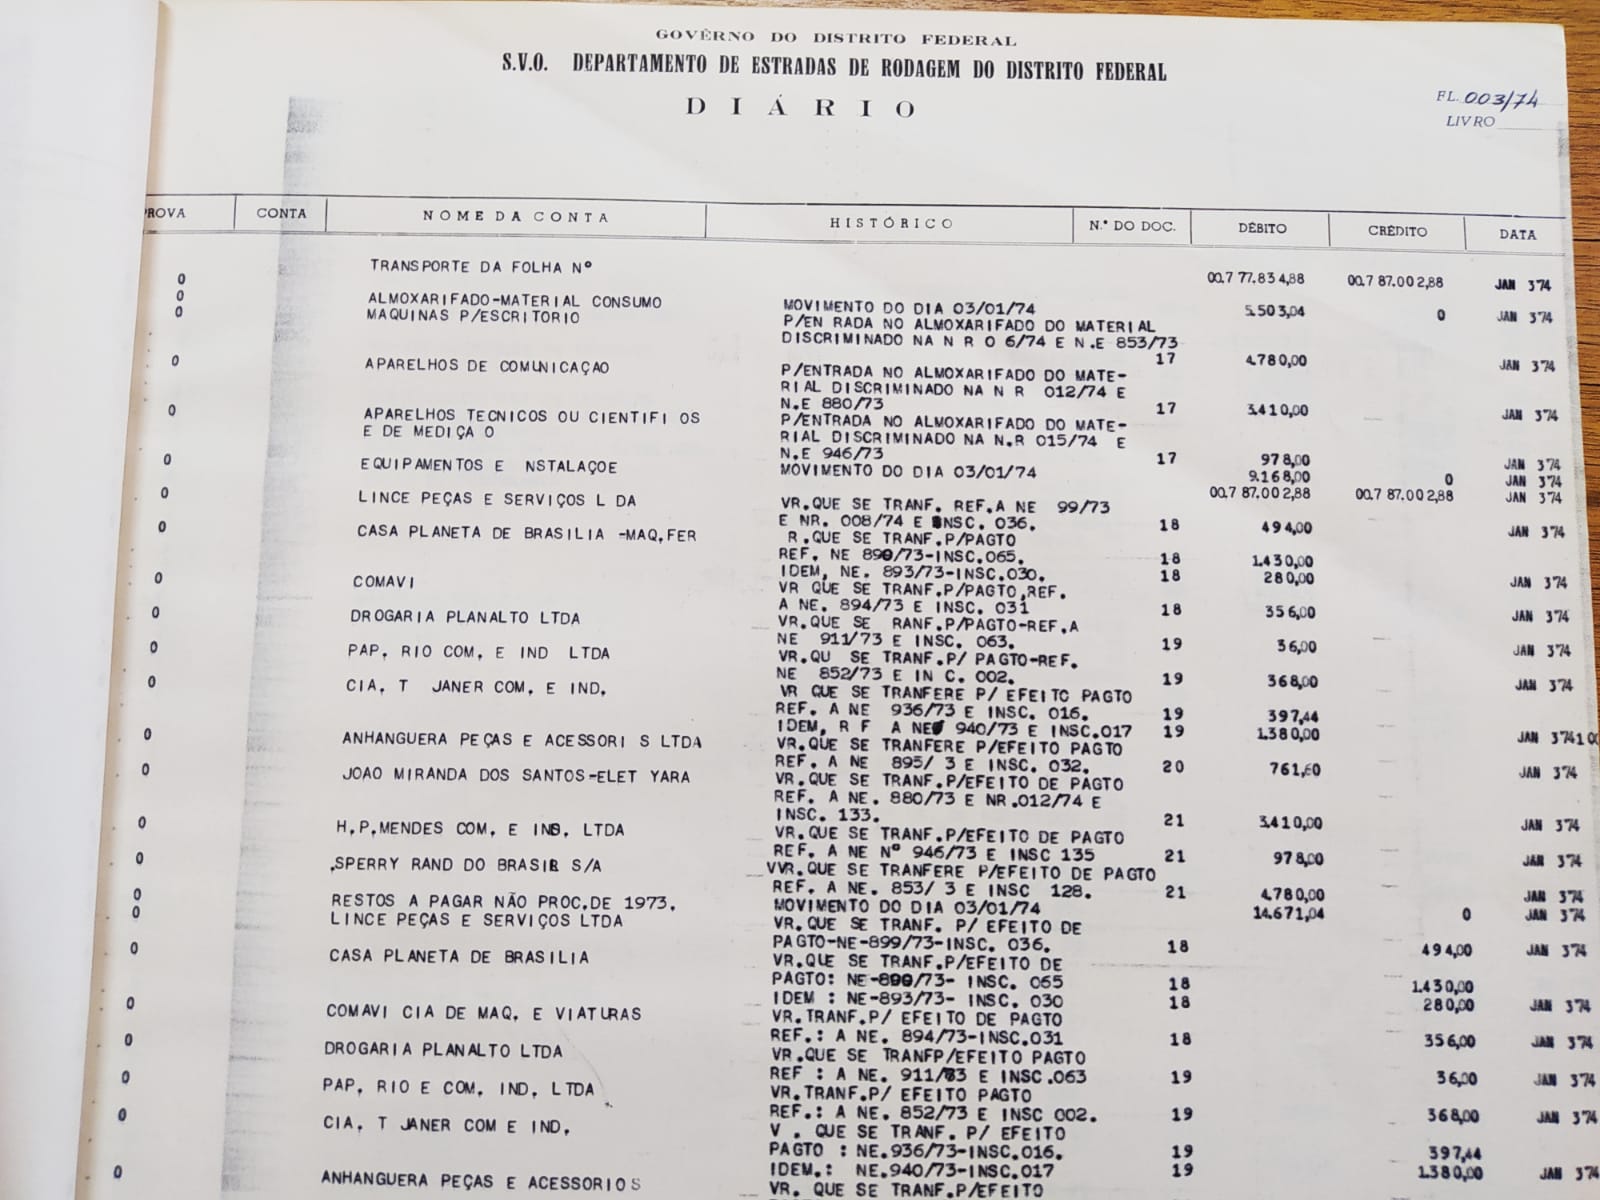 GOVÊRNO DO DISTRITO FEDERAL
S.V.O. DEPARTAMENTO DE ESTRADAS DE RODAGEM DO DISTRITO FEDERAL
DIÁRIO
FL. 003/74
LIVRO
PROVA CONTA NOME DA CONTA HISTÓRICO N.º DO DOC. DÉBITO CRÉDITO DATA
TRANSPORTE DA FOLHA Nº
0 00.7 77.834,88 00.7 87.002,88 JAN 3 74
0 ALMOXARIFADO-MATERIAL CONSUMO MOVIMENTO DO DIA 03/01/74 5.503,04 0 JAN 3 74
0 MAQUINAS P/ESCRITORIO P/EN RADA NO ALMOXARIFADO DO MATERIAL
DISCRIMINADO NA N R 0 6/74 E N.E 853/73
17 4.780,00 JAN 3 74
0 APARELHOS DE COMUNICAÇAO P/ENTRADA NO ALMOXARIFADO DO MATE-
RIAL DISCRIMINADO NA N R 012/74 E
N.E 880/73 17 3.410,00 JAN 3 74
0 APARELHOS TECNICOS OU CIENTIFI OS P/ENTRADA NO ALMOXARIFADO DO MATE-
E DE MEDIÇA O RIAL DISCRIMINADO NA N.R 015/74 E
N.E 946/73 17 978,00 JAN 3 74
0 EQUIPAMENTOS E NSTALAÇOE MOVIMENTO DO DIA 03/01/74 9.168,00 0 JAN 3 74
00.7 87.002,88 00.7 87.002,88 JAN 3 74
0 LINCE PEÇAS E SERVIÇOS L DA VR.QUE SE TRANF. REF.A NE 99/73
E NR. 008/74 E INSC. 036. 18 494,00 JAN 3 74
0 CASA PLANETA DE BRASILIA -MAQ,FER R.QUE SE TRANF.P/PAGTO
REF. NE 890/73-INSC.065. 18 1.430,00
IDEM, NE. 893/73-INSC.030. 18 280,00 JAN 3 74
0 COMAVI VR QUE SE TRANF.P/PAGTO,REF.
A NE. 894/73 E INSC. 031 18 356,00 JAN 3 74
0 DROGARIA PLANALTO LTDA VR.QUE SE RANF.P/PAGTO-REF.A
NE 911/73 E INSC. 063. 19 36,00 JAN 3 74
0 PAP, RIO COM, E IND LTDA VR.QU SE TRANF.P/ PAGTO-REF.
NE 852/73 E IN C. 002. 19 368,00 JAN 3 74
0 CIA, T JANER COM, E IND, VR QUE SE TRANFERE P/ EFEITO PAGTO
REF. A NE 936/73 E INSC. 016. 19 397,44
IDEM, R F A NE 940/73 E INSC.017 19 1.380,00 JAN 3 74 1 00
0 ANHANGUERA PEÇAS E ACESSORI S LTDA VR.QUE SE TRANFERE P/EFEITO PAGTO
REF. A NE 895/ 3 E INSC. 032. 20 761,60 JAN 3 74
0 JOAO MIRANDA DOS SANTOS-ELET YARA VR.QUE SE TRANF.P/EFEITO DE PAGTO
REF. A NE. 880/73 E NR.012/74 E
INSC. 133. 21 3.410,00 JAN 3 74
0 H,P,MENDES COM, E IND, LTDA VR.QUE SE TRANF.P/EFEITO DE PAGTO
REF. A NE Nº 946/73 E INSC 135 21 978,00 JAN 3 74
0 ,SPERRY RAND DO BRASIL S/A VVR.QUE SE TRANFERE P/EFEITO DE PAGTO
REF. A NE. 853/ 3 E INSC 128. 21 4.780,00 JAN 3 74
0 RESTOS A PAGAR NÃO PROC,DE 1973, MOVIMENTO DO DIA 03/01/74 14.671,04 0 JAN 3 74
0 LINCE PEÇAS E SERVIÇOS LTDA VR.QUE SE TRANF. P/ EFEITO DE
PAGTO-NE-899/73-INSC. 036. 18 494,00 JAN 3 74
0 CASA PLANETA DE BRASILIA VR.QUE SE TRANF.P/EFEITO DE
PAGTO: NE-890/73- INSC. 065 18 1.430,00
IDEM : NE-893/73- INSC. 030 18 280,00 JAN 3 74
0 COMAVI CIA DE MAQ, E VIATURAS VR.TRANF.P/ EFEITO DE PAGTO
REF.: A NE. 894/73-INSC.031 18 356,00 JAN 3 74
0 DROGARIA PLANALTO LTDA VR.QUE SE TRANFP/EFEITO PAGTO
REF : A NE. 911/73 E INSC.063 19 36,00 JAN 3 74
0 PAP, RIO E COM, IND, LTDA VR.TRANF.P/ EFEITO PAGTO
REF.: A NE. 852/73 E INSC 002. 19 368,00 JAN 3 74
0 CIA, T JANER COM E IND, V . QUE SE TRANF. P/ EFEITO
PAGTO : NE.936/73-INSC.016. 19 397,44
IDEM.: NE.940/73-INSC.017 19 1.380,00 JAN 3 74
0 ANHANGUERA PEÇAS E ACESSORIOS VR. QUE SE TRANF.P/EFEITO